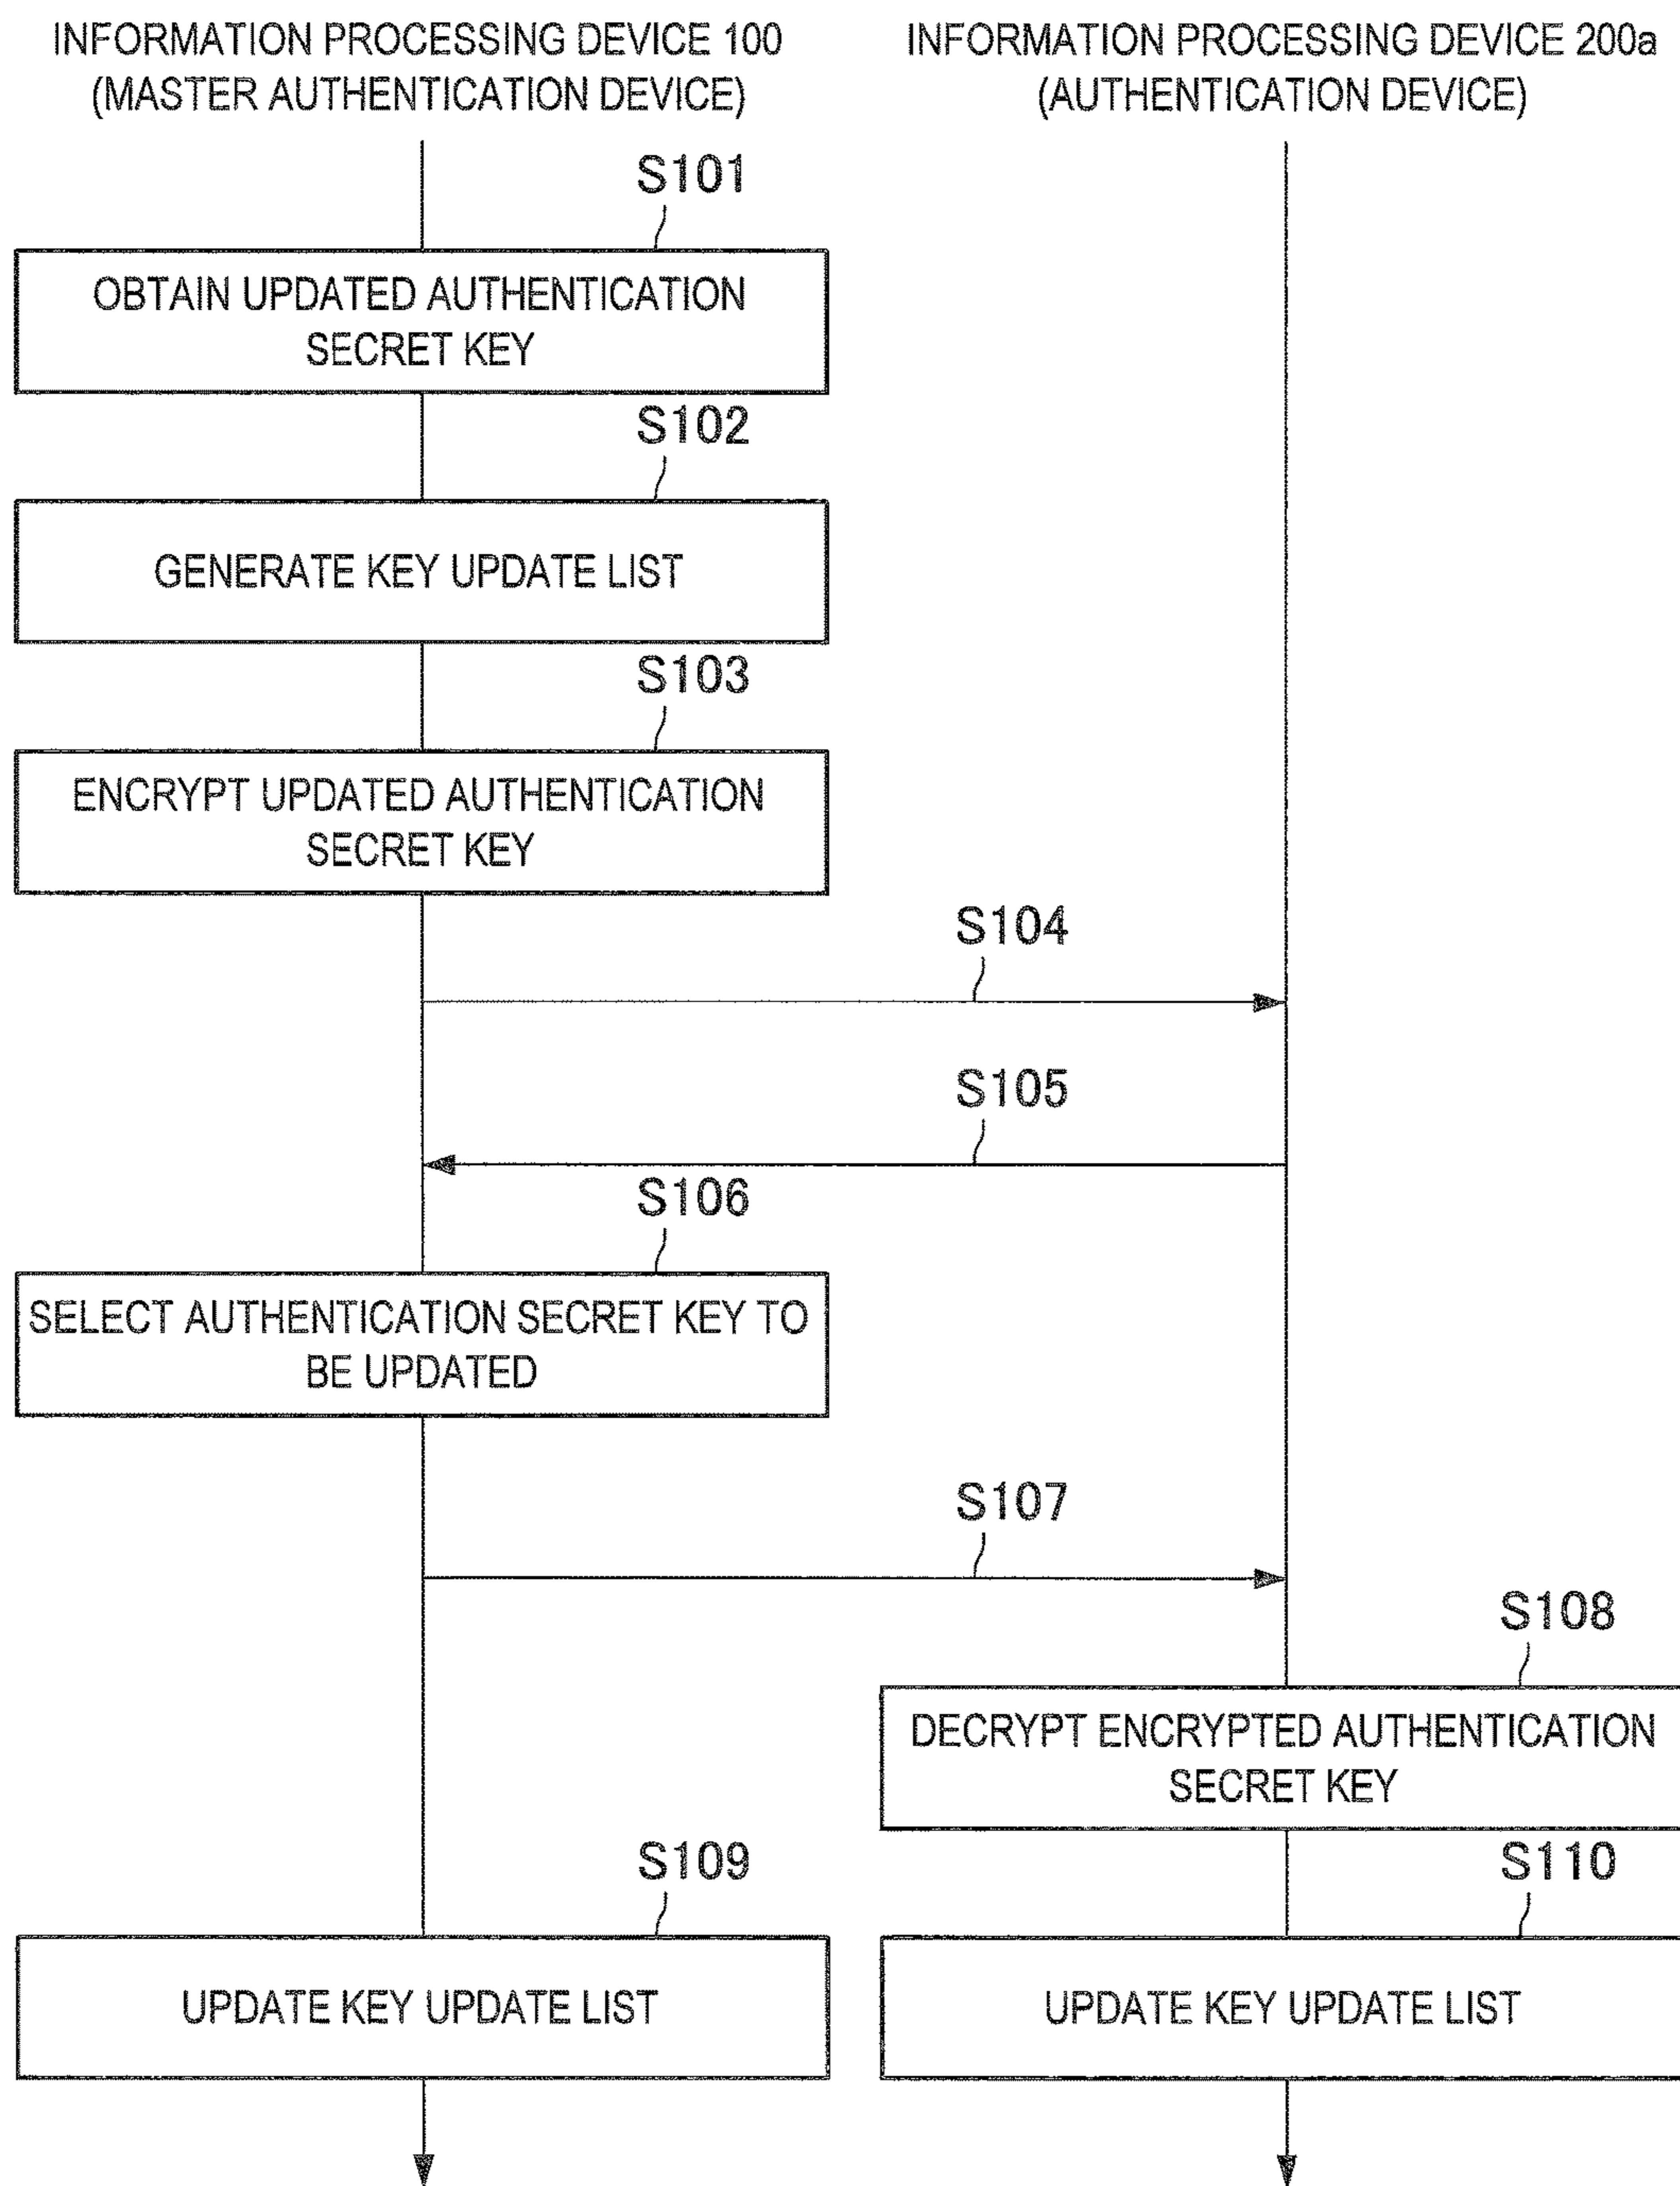 INFORMATION PROCESSING DEVICE 100
(MASTER AUTHENTICATION DEVICE)
INFORMATION PROCESSING DEVICE 200a
(AUTHENTICATION DEVICE)
S101
OBTAIN UPDATED AUTHENTICATION
SECRET KEY
S102
GENERATE KEY UPDATE LIST
S103
ENCRYPT UPDATED AUTHENTICATION
SECRET KEY
S104
S105
S106
SELECT AUTHENTICATION SECRET KEY TO
BE UPDATED
S107
S108
DECRYPT ENCRYPTED AUTHENTICATION
SECRET KEY
S109
UPDATE KEY UPDATE LIST
S110
UPDATE KEY UPDATE LIST